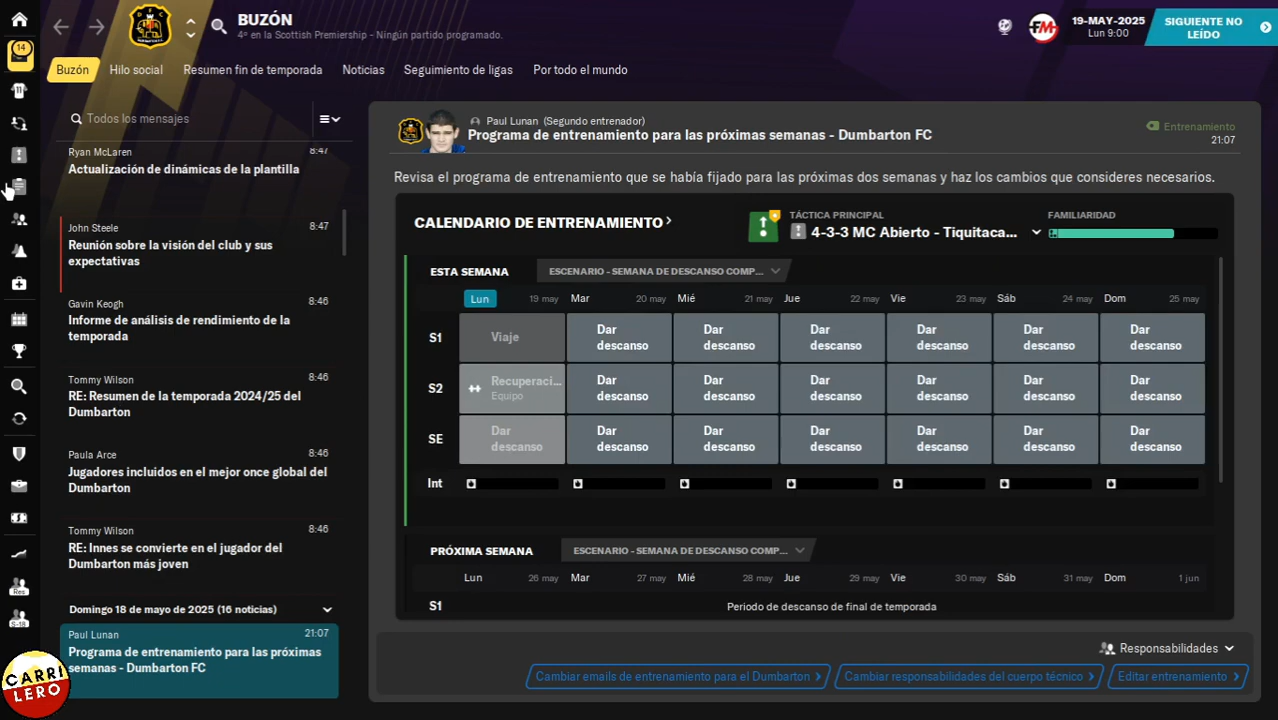 14
BUZÓN
4º en la Scottish Premiership - Ningún partido programado.
FM
19-MAY-2025
Lun 9:00
SIGUIENTE NO
LEÍDO
Buzón
Hilo social
Resumen fin de temporada
Noticias
Seguimiento de ligas
Por todo el mundo
Todos los mensajes
Ryan McLaren
8:47
Actualización de dinámicas de la plantilla
John Steele
8:47
Reunión sobre la visión del club y sus
expectativas
Gavin Keogh
8:46
Informe de análisis de rendimiento de la
temporada
Tommy Wilson
8:46
RE: Resumen de la temporada 2024/25 del
Dumbarton
Paula Arce
8:46
Jugadores incluidos en el mejor once global del
Dumbarton
Tommy Wilson
8:46
RE: Innes se convierte en el jugador del
Dumbarton más joven
Domingo 18 de mayo de 2025 (16 noticias)
Paul Lunan
21:07
Programa de entrenamiento para las próximas
semanas - Dumbarton FC
Res
S-18
CARRI
LERO
Paul Lunan (Segundo entrenador)
Programa de entrenamiento para las próximas semanas - Dumbarton FC
Entrenamiento
21:07
Revisa el programa de entrenamiento que se había fijado para las próximas dos semanas y haz los cambios que consideres necesarios.
CALENDARIO DE ENTRENAMIENTO
TÁCTICA PRINCIPAL
4-3-3 MC Abierto - Tiquitaca...
FAMILIARIDAD
ESTA SEMANA
ESCENARIO - SEMANA DE DESCANSO COMP...
Lun 19 may Mar 20 may Mié 21 may Jue 22 may Vie 23 may Sáb 24 may Dom 25 may
S1 Viaje Dar descanso Dar descanso Dar descanso Dar descanso Dar descanso Dar descanso
S2 Recuperaci... Equipo Dar descanso Dar descanso Dar descanso Dar descanso Dar descanso Dar descanso
SE Dar descanso Dar descanso Dar descanso Dar descanso Dar descanso Dar descanso Dar descanso
Int
PRÓXIMA SEMANA
ESCENARIO - SEMANA DE DESCANSO COMP...
Lun 26 may Mar 27 may Mié 28 may Jue 29 may Vie 30 may Sáb 31 may Dom 1 jun
S1 Periodo de descanso de final de temporada
Responsabilidades
Cambiar emails de entrenamiento para el Dumbarton
Cambiar responsabilidades del cuerpo técnico
Editar entrenamiento